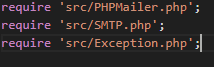 require 'src/PHPMailer.php';
require 'src/SMTP.php';
require 'src/Exception.php';